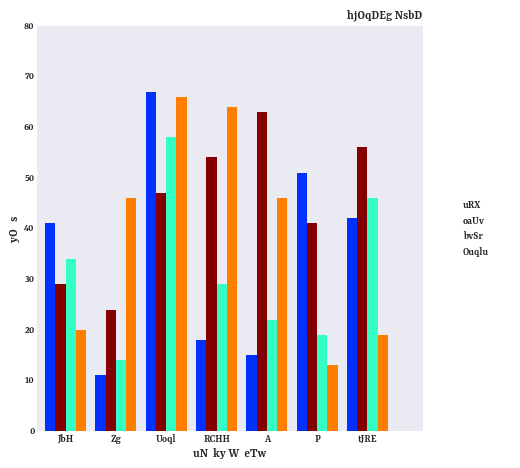 hjOqDEg NsbD
80
70
60
50
40
30
20
10
0
yO s
JbH Zg Uoql RCHH A P tJRE
uN ky W eTw
uRX
oaUv
bvSr
Ouqlu